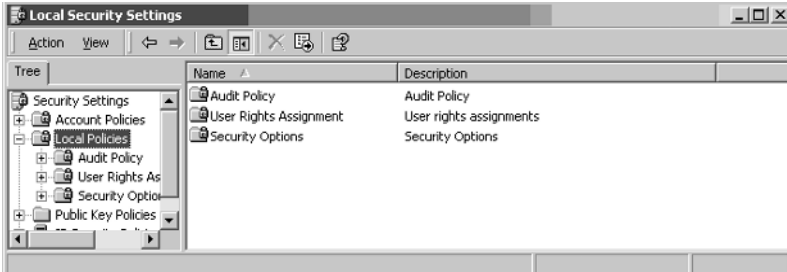 Local Security Settings
Action View
Tree
Name Description
Security Settings
Account Policies
Local Policies
Audit Policy
User Rights As
Security Option
Public Key Policies
Audit Policy Audit Policy
User Rights Assignment User rights assignments
Security Options Security Options